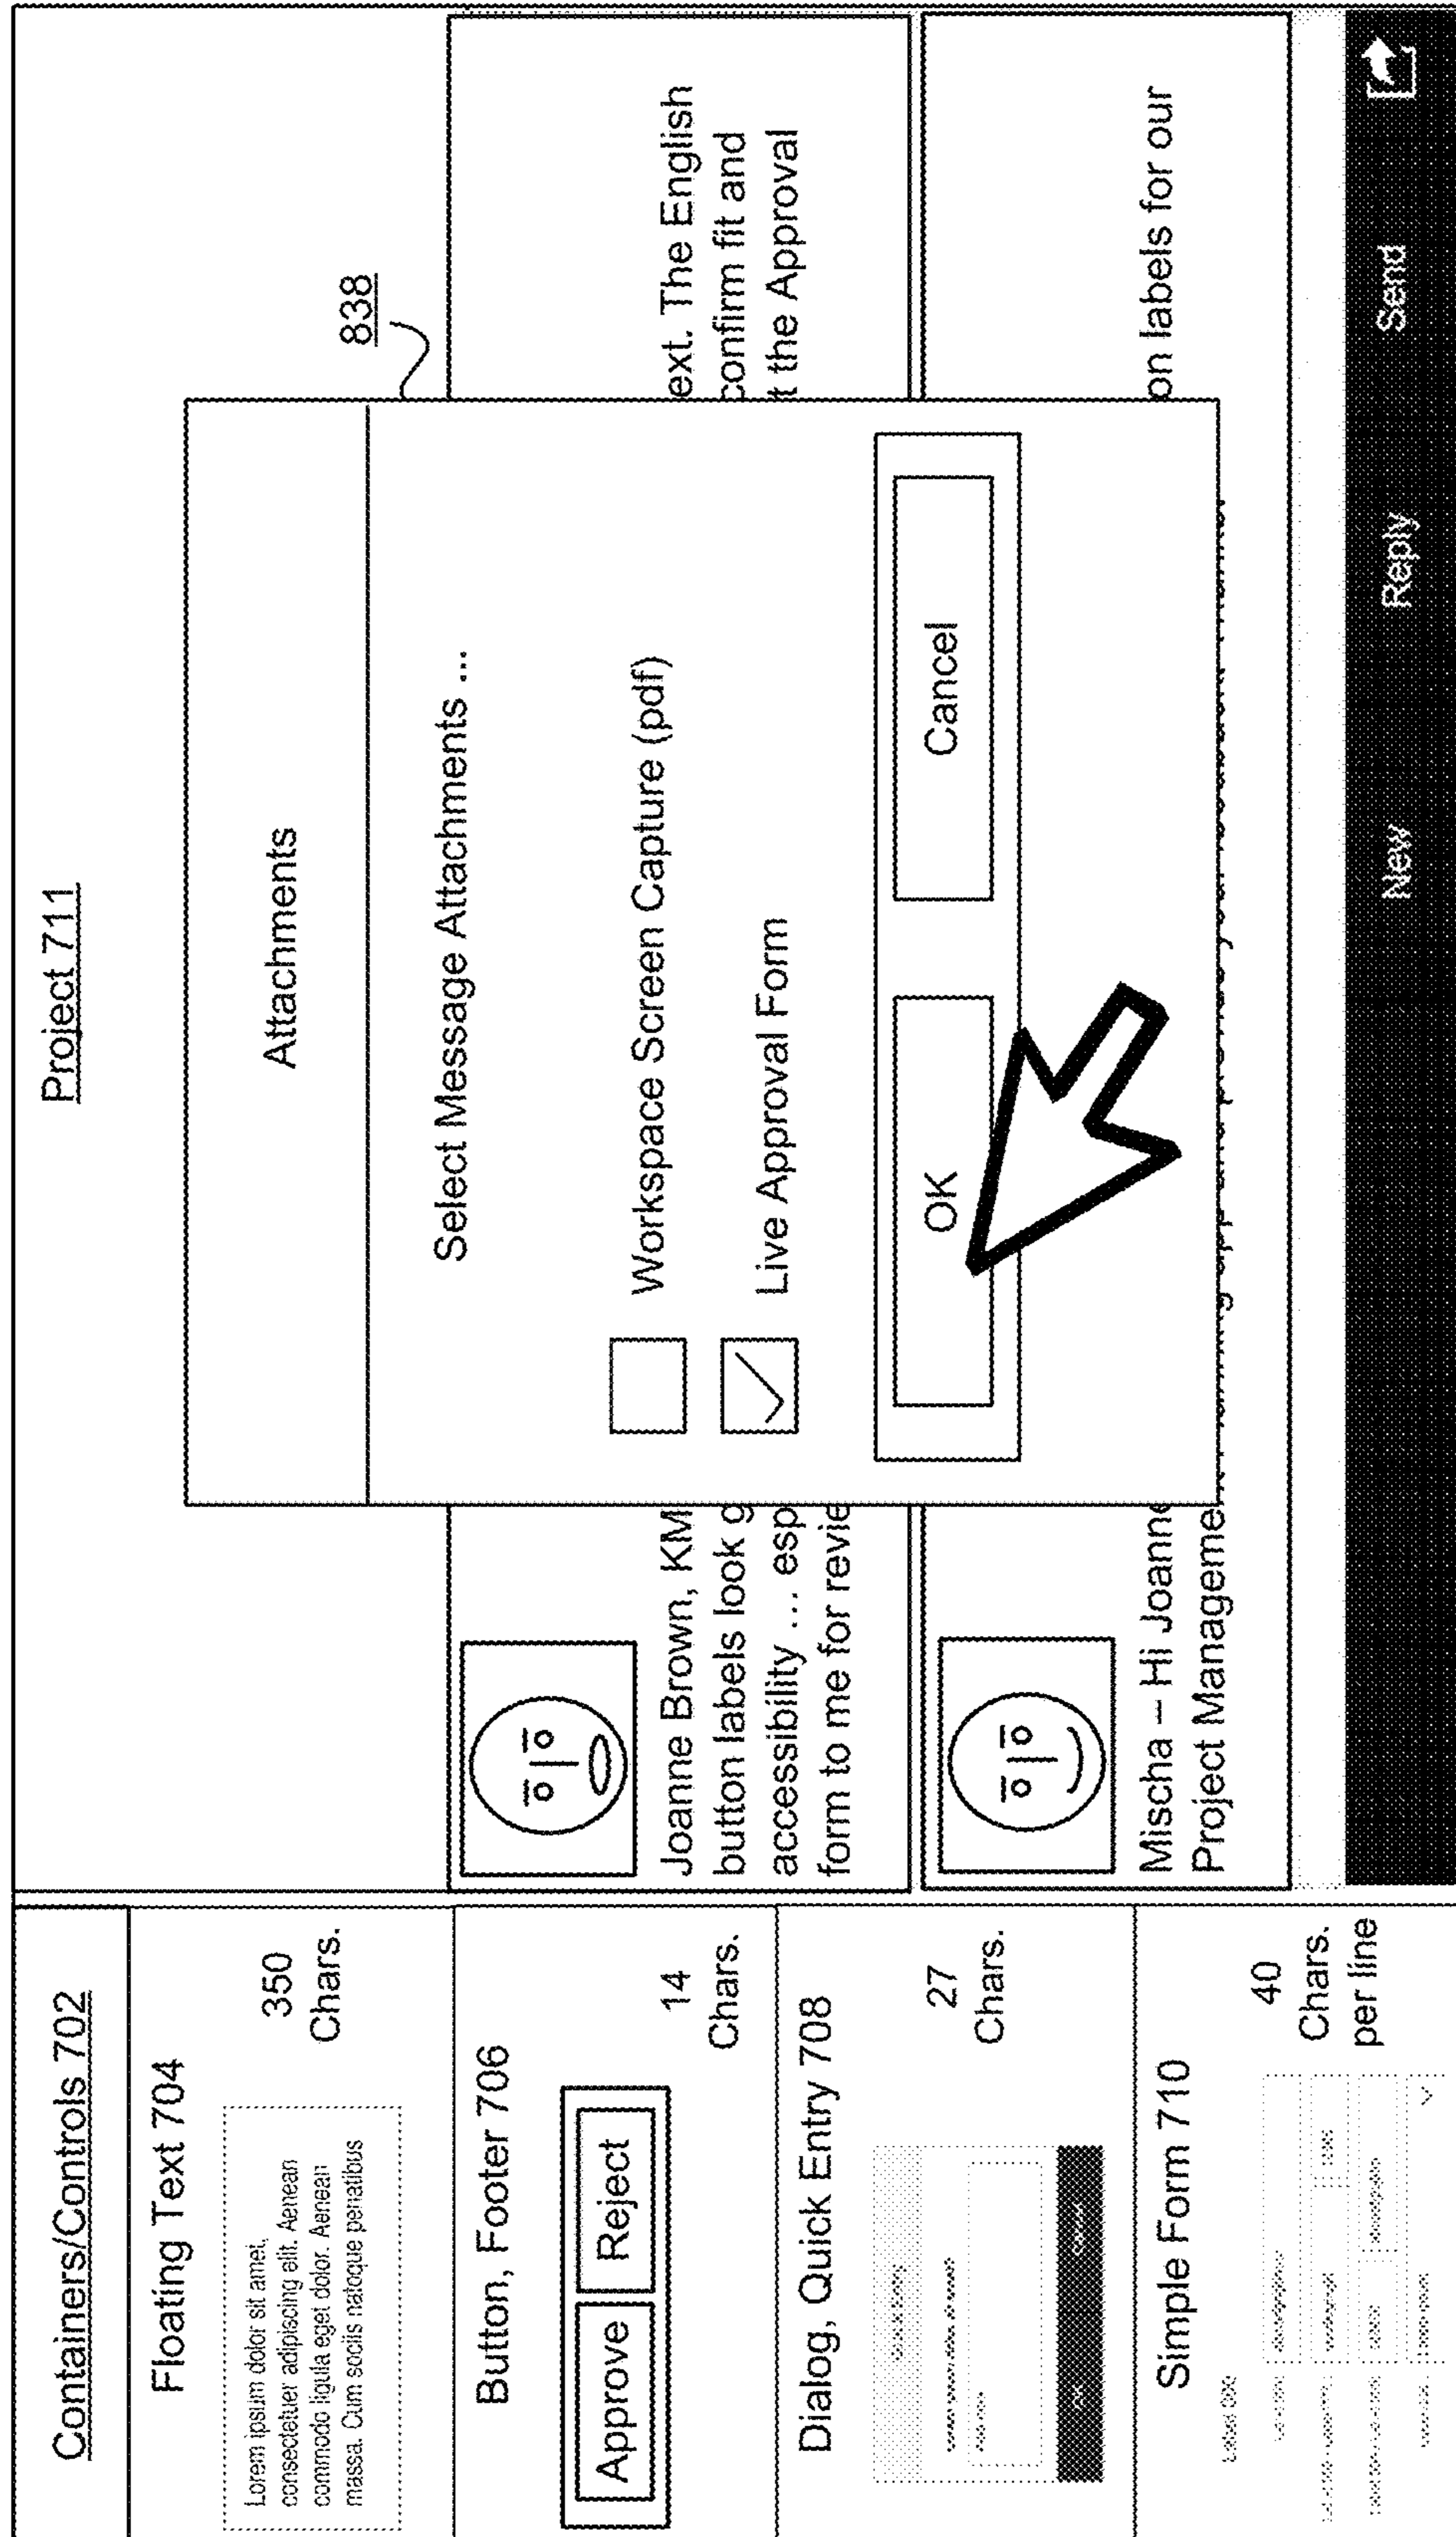 Containers/Controls 702
Floating Text 704
Lorem ipsum dolor sit amet,
consectetuer adipiscing elit. Aenean
commodo ligula eget dolor. Aenean
massa. Cum sociis natoque penatibus
350
Chars.
Button, Footer 706
Approve
Reject
14
Chars.
Dialog, Quick Entry 708
27
Chars.
Simple Form 710
40
Chars.
per line
Project 711
838
Attachments
Select Message Attachments ...
Workspace Screen Capture (pdf)
Live Approval Form
OK
Cancel
Joanne Brown, KM
ext. The English
button labels look g
confirm fit and
accessibility ... esp
t the Approval
form to me for revie
Mischa – Hi Joanne
on labels for our
Project Manageme
New
Reply
Send